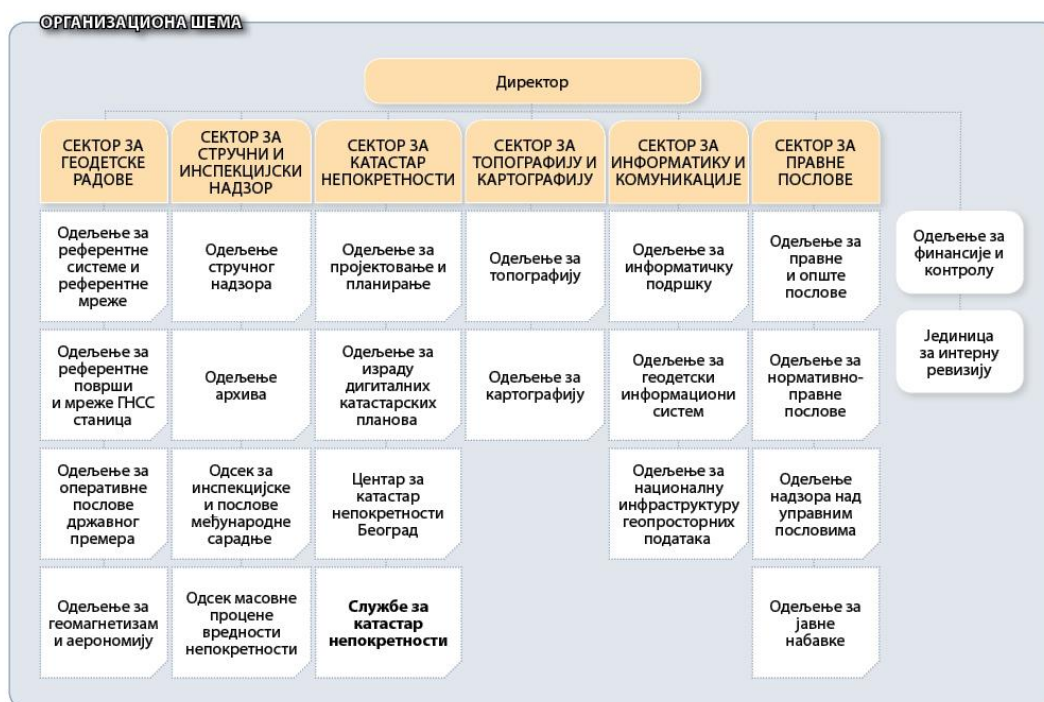 ОРГАНИЗАЦИОНА ШЕМА
Директор
СЕКТОР ЗА
ГЕОДЕТСКЕ
РАДОВЕ
СЕКТОР ЗА
СТРУЧНИ И
ИНСПЕКЦИЈСКИ
НАДЗОР
СЕКТОР ЗА
КАТАСТАР
НЕПОКРЕТНОСТИ
СЕКТОР ЗА
ТОПОГРАФИЈУ И
КАРТОГРАФИЈУ
СЕКТОР ЗА
ИНФОРМАТИКУ И
КОМУНИКАЦИЈЕ
СЕКТОР ЗА
ПРАВНЕ
ПОСЛОВЕ
Одељење за
референтне
системе и
референтне
мреже
Одељење
стручног
надзора
Одељење за
пројектовање и
планирање
Одељење за
топографију
Одељење за
информатичку
подршку
Одељење за
правне
и опште
послове
Одељење за
финансије и
контролу
Одељење за
референтне
површи
и мреже ГНСС
станица
Одељење
архива
Одељење за
израду
дигиталних
катастарских
планова
Одељење за
картографију
Одељење за
геодетски
информациони
систем
Одељење за
нормативно-
правне
послове
Јединица
за интерну
ревизију
Одељење за
оперативне
послове
државног
премера
Одсек за
инспекцијске
и послове
међународне
сарадње
Центар за
катастар
непокретности
Београд
Одељење за
националну
инфраструктуру
геопросторних
података
Одељење
надзора над
управним
пословима
Одељење за
геомагнетизам
и аерономију
Одсек масовне
процене
вредности
непокретности
Службе за
катастар
непокретности
Одељење за
јавне
набавке